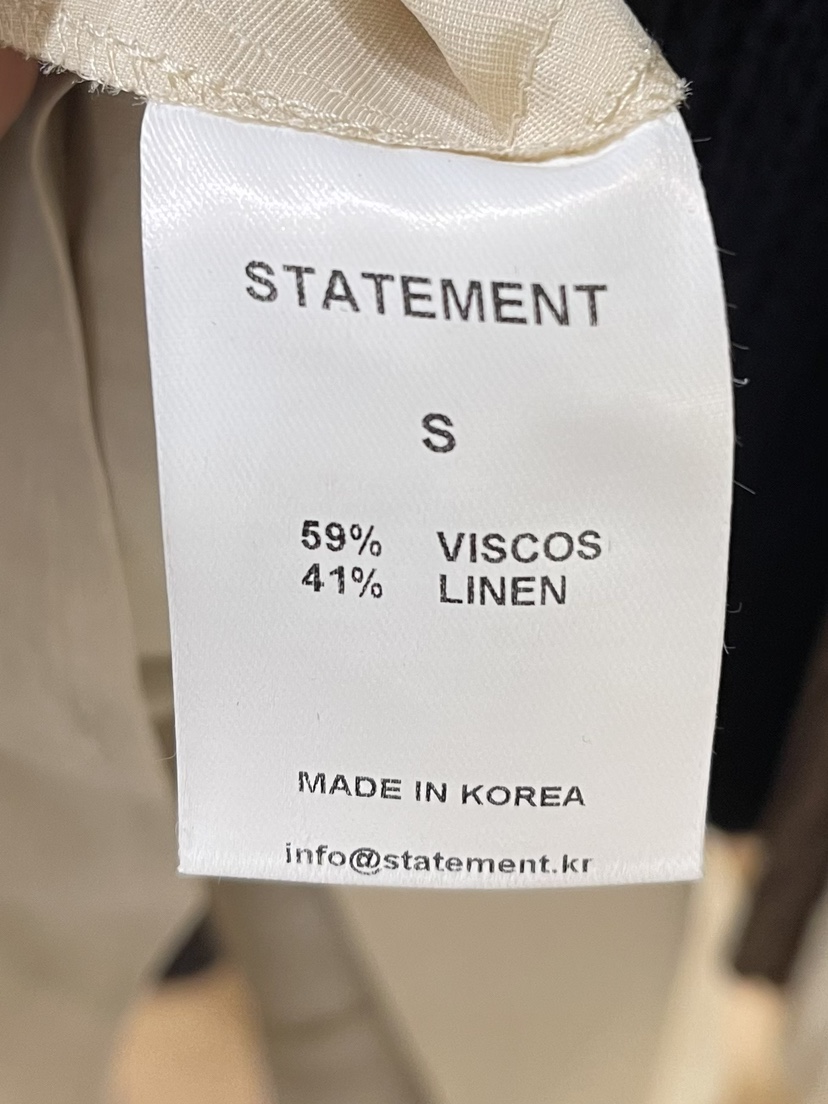 STATEMENT
S
59% VISCOS
41% LINEN
MADE IN KOREA
info@statement.kr